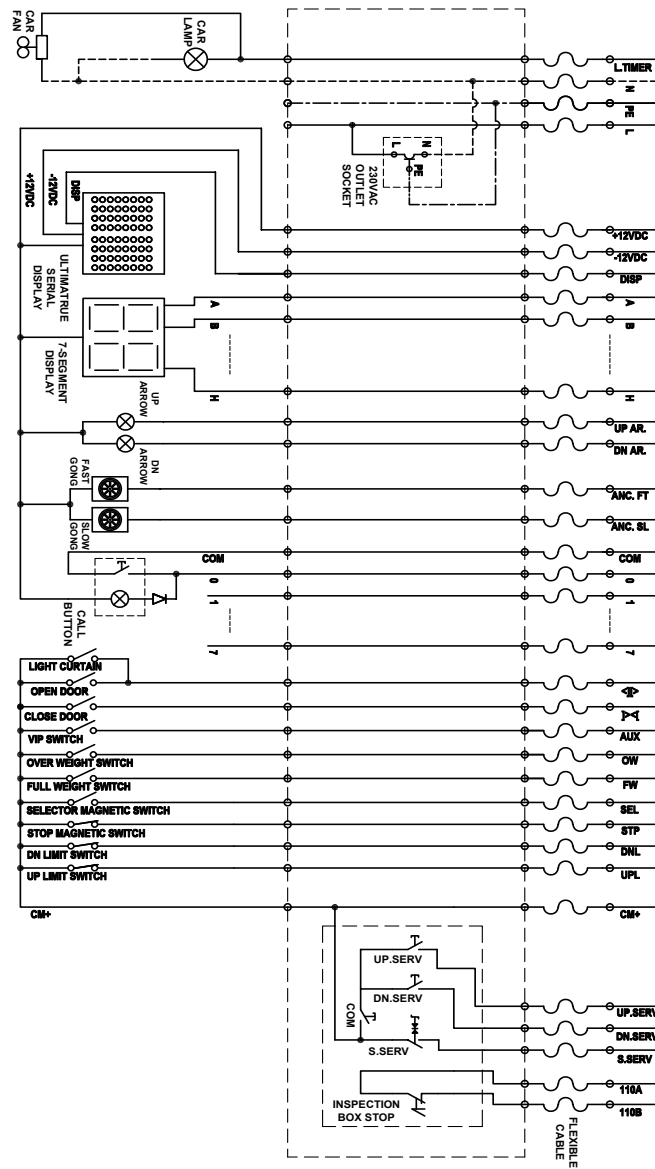 CAR
FAN
CAR
LAMP
L.TIMER
N
PE
L
L
N
PE
230VAC
OUTLET
SOCKET
+12VDC
-12VDC
DISP
ULTIMATRUE
SERIAL
DISPLAY
+12VDC
-12VDC
DISP
7-SEGMENT
DISPLAY
A
B
H
A
B
H
UP
ARROW
DN
ARROW
UP AR.
DN AR.
FAST
GONG
SLOW
GONG
ANC. FT
ANC. SL
CALL
BUTTON
COM
0
1
7
COM
0
1
7
LIGHT CURTAIN
OPEN DOOR
<|>
CLOSE DOOR
>|<
VIP SWITCH
AUX
OVER WEIGHT SWITCH
OW
FULL WEIGHT SWITCH
FW
SELECTOR MAGNETIC SWITCH
SEL
STOP MAGNETIC SWITCH
STP
DN LIMIT SWITCH
DNL
UP LIMIT SWITCH
UPL
CM+
CM+
UP.SERV
UP.SERV
DN.SERV
DN.SERV
COM
S.SERV
S.SERV
INSPECTION
BOX STOP
110A
110B
FLEXIBLE
CABLE